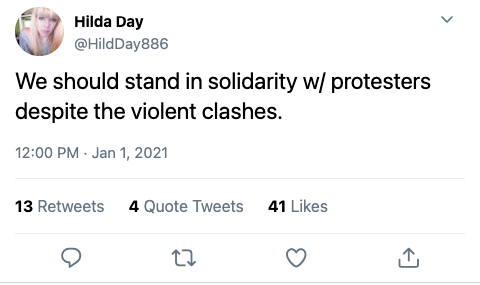 Hilda Day
@HildDay886
We should stand in solidarity w/ protesters
despite the violent clashes.
12:00 PM · Jan 1, 2021
13 Retweets 4 Quote Tweets 41 Likes